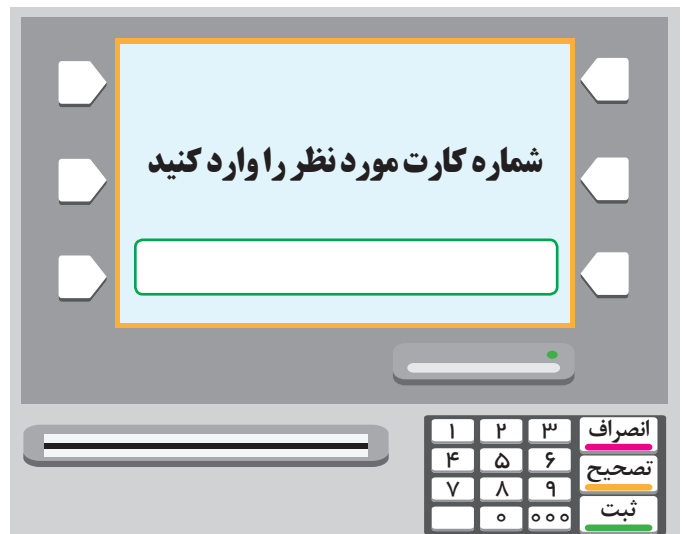 شماره کارت مورد نظر را وارد کنید
۱ ۲ ۳ انصراف
۴ ۵ ۶ تصحیح
۷ ۸ ۹
۰ ۰۰۰ ثبت